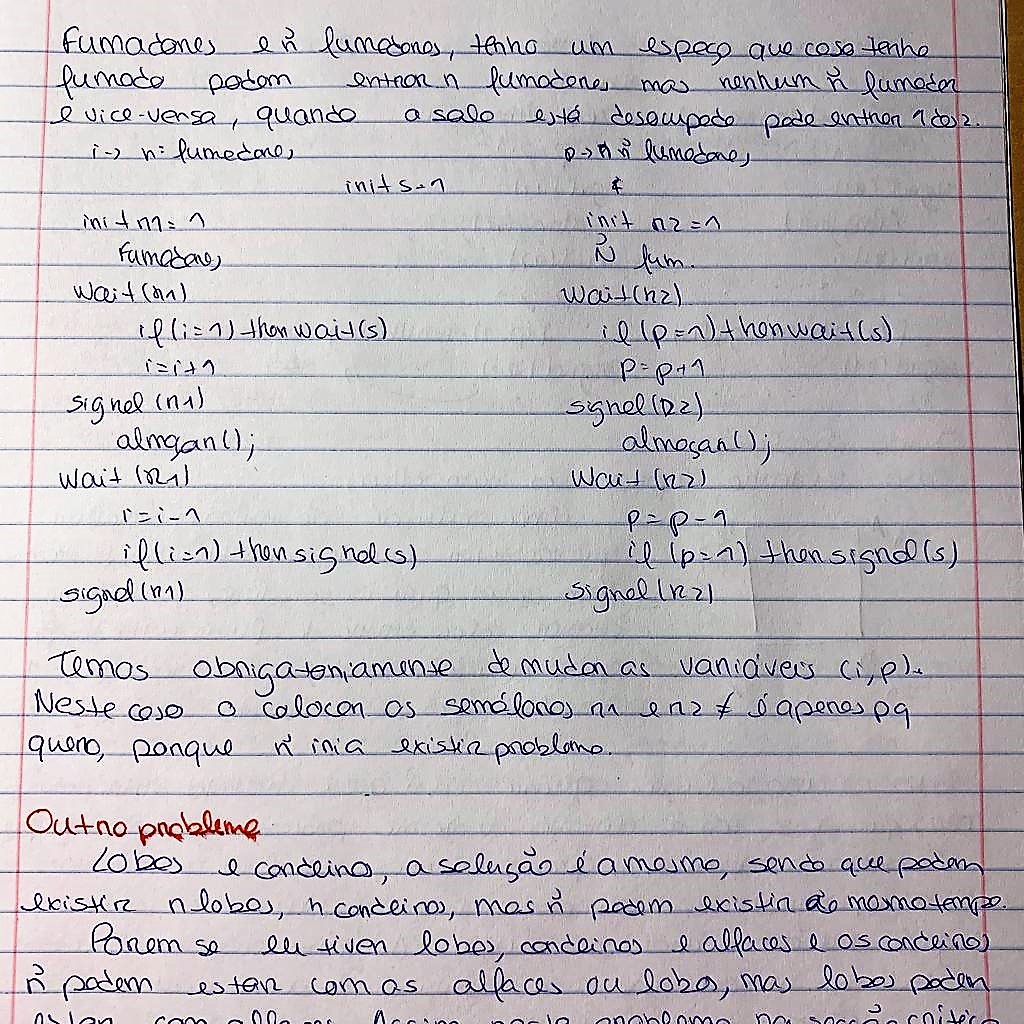 Fumadores e ñ fumadores, tenho um espaço que caso tenha
fumado podem entrar n fumadores mas nenhum ñ fumador
e vice-versa, quando a sala está desocupada pode entrar 1 dos 2.
i-> nº fumadores p-> n ñ fumadores
init s=1
init n1=1 init n2=1
Fumadores Ñ fum.
Wait(n1) Wait(n2)
if(i=1) then wait(s) if(p=1) then wait(s)
i=i+1 p=p+1
signal(n1) signal(n2)
almoçar(); almoçar();
Wait(n1) Wait(n2)
i=i-1 p=p-1
if(i=1) then signal(s) if(p=1) then signal(s)
signal(n1) signal(n2)
Temos obrigatoriamente de mudar as variáveis (i,p).
Neste caso o colocar os semáforos n1 e n2 ≠ é apenas pq
quero, porque ñ iria existir problema.
Outro problema
Lobos e cordeiros, a solução é a mesma, sendo que podem
existir n lobos, n cordeiros, mas ñ podem existir ao mesmo tempo.
Porem se eu tiver lobos, cordeiros e alfaces e os cordeiros
ñ podem estar com as alfaces ou lobos, mas lobos podem